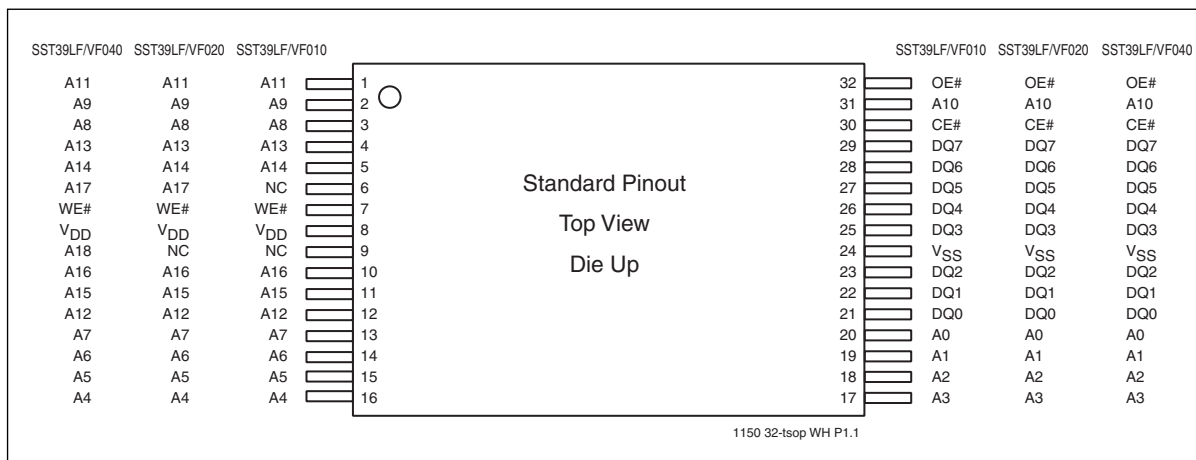 SST39LF/VF040 SST39LF/VF020 SST39LF/VF010 SST39LF/VF010 SST39LF/VF020 SST39LF/VF040
A11 A11 A11 1 32 OE# OE# OE#
A9 A9 A9 2 31 A10 A10 A10
A8 A8 A8 3 30 CE# CE# CE#
A13 A13 A13 4 29 DQ7 DQ7 DQ7
A14 A14 A14 5 28 DQ6 DQ6 DQ6
A17 A17 NC 6 27 DQ5 DQ5 DQ5
WE# WE# WE# 7 26 DQ4 DQ4 DQ4
VDD VDD VDD 8 25 DQ3 DQ3 DQ3
A18 NC NC 9 24 VSS VSS VSS
A16 A16 A16 10 23 DQ2 DQ2 DQ2
A15 A15 A15 11 22 DQ1 DQ1 DQ1
A12 A12 A12 12 21 DQ0 DQ0 DQ0
A7 A7 A7 13 20 A0 A0 A0
A6 A6 A6 14 19 A1 A1 A1
A5 A5 A5 15 18 A2 A2 A2
A4 A4 A4 16 17 A3 A3 A3
Standard Pinout
Top View
Die Up
1150 32-tsop WH P1.1